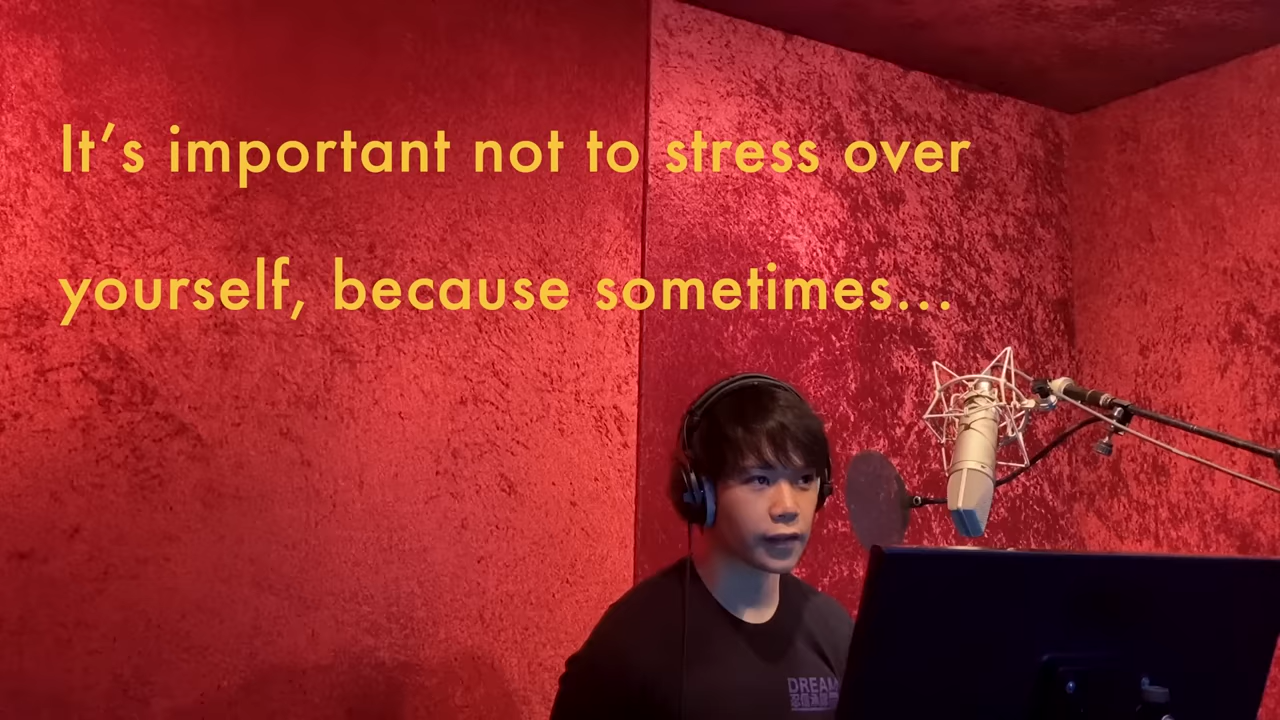 It’s important not to stress over
yourself, because sometimes...
DREAM